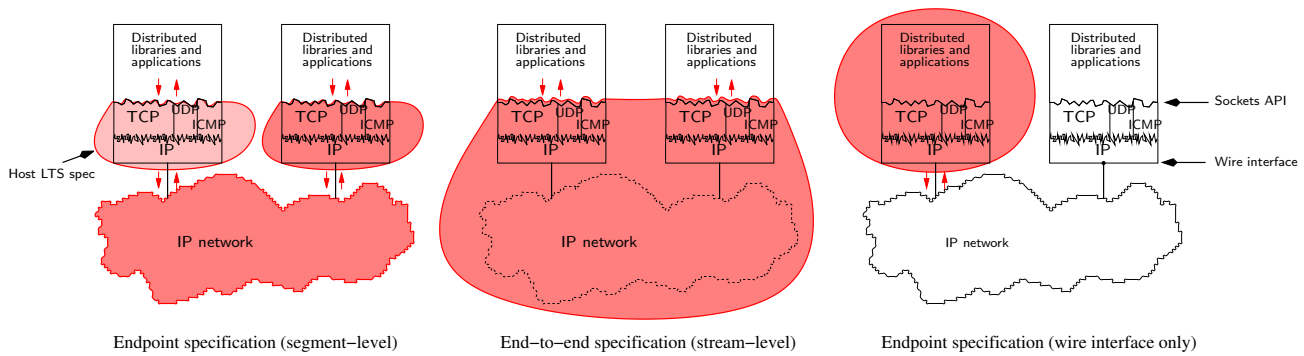 Distributed
libraries and
applications
TCP
UDP
ICMP
IP
Distributed
libraries and
applications
TCP
UDP
ICMP
IP
Host LTS spec
IP network
Endpoint specification (segment−level)
Distributed
libraries and
applications
TCP
UDP
ICMP
IP
Distributed
libraries and
applications
TCP
UDP
ICMP
IP
IP network
End−to−end specification (stream−level)
Distributed
libraries and
applications
TCP
UDP
ICMP
IP
Distributed
libraries and
applications
TCP
UDP
ICMP
IP
Sockets API
Wire interface
IP network
Endpoint specification (wire interface only)